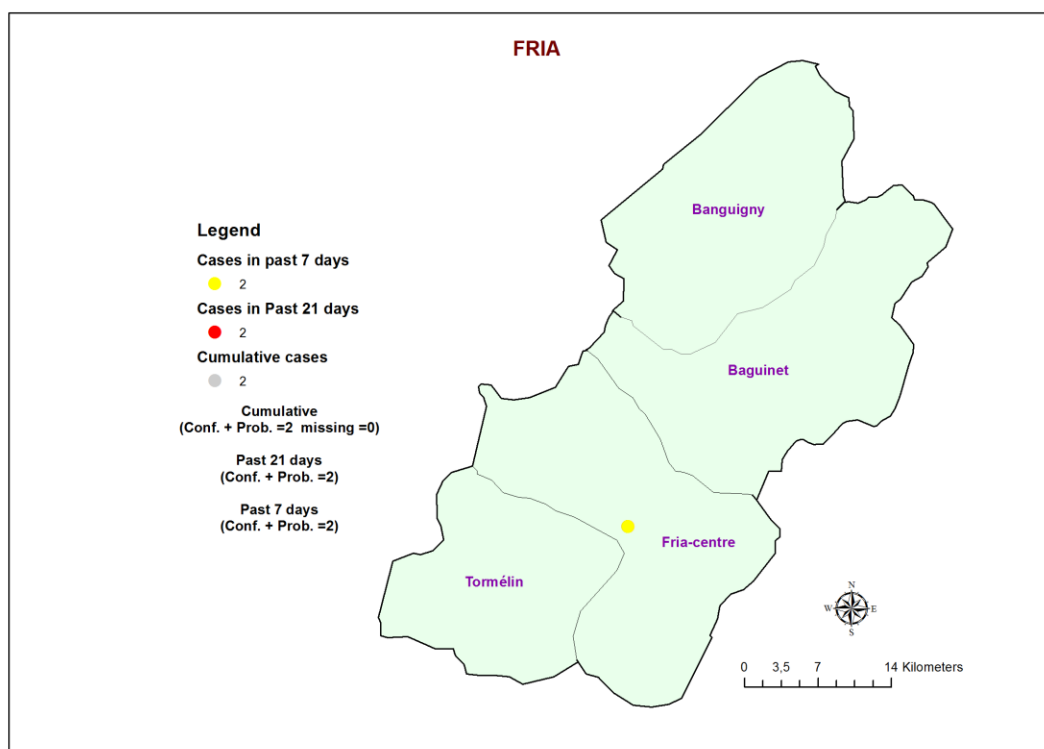 FRIA
Banguigny
Legend
Cases in past 7 days
2
Cases in Past 21 days
2
Cumulative cases
2
Cumulative
(Conf. + Prob. =2 missing =0)
Past 21 days
(Conf. + Prob. =2)
Past 7 days
(Conf. + Prob. =2)
Baguinet
Fria-centre
Tormélin
N
W E
S
0 3,5 7 14 Kilometers